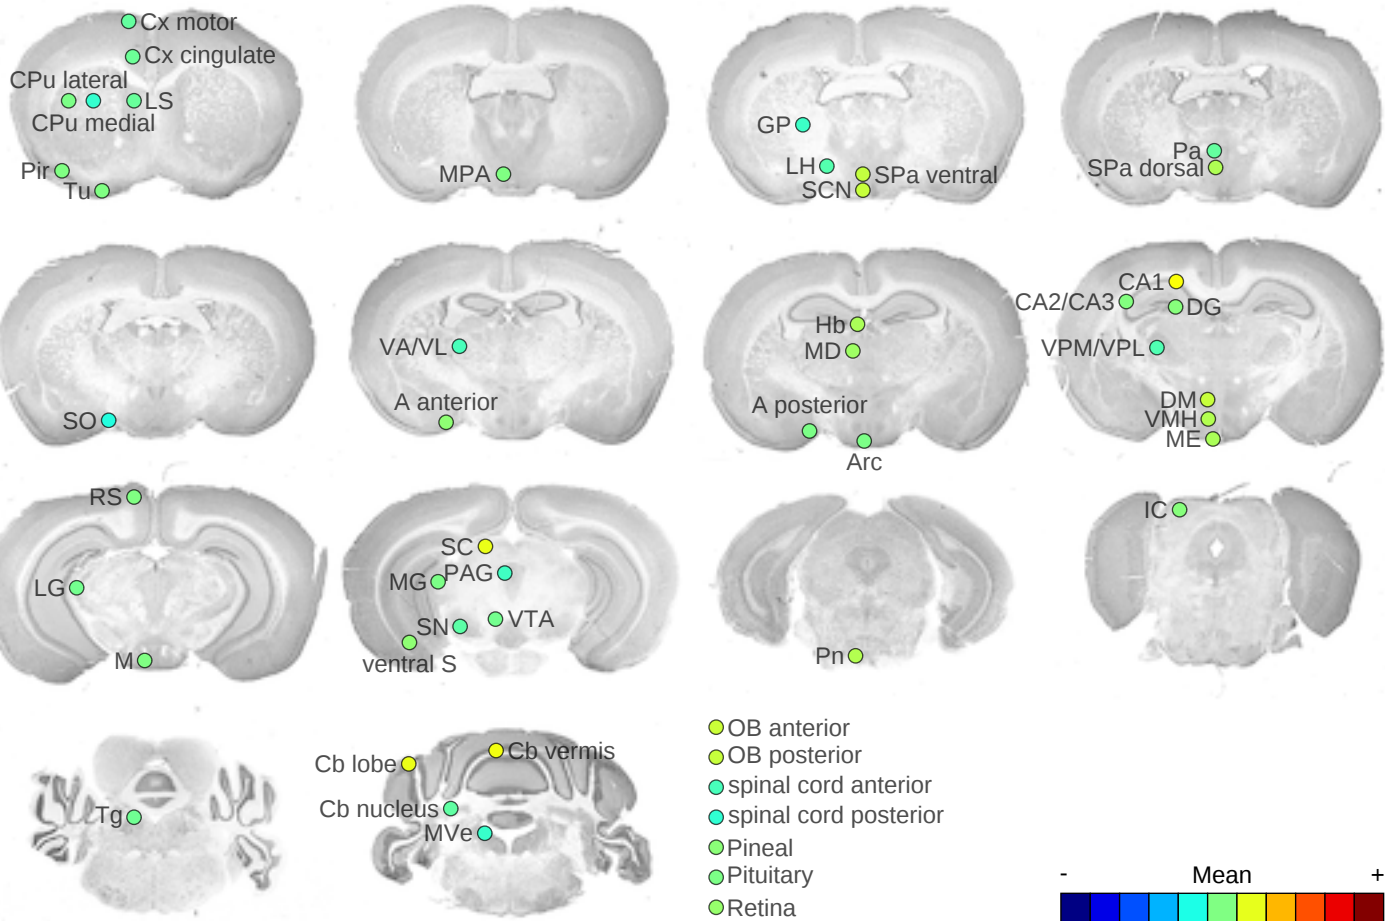 Cx motor
Cx cingulate
CPu lateral
LS
CPu medial
Pir
Tu
MPA
GP
LH
SPa ventral
SCN
Pa
SPa dorsal
SO
VA/VL
A anterior
Hb
MD
A posterior
Arc
CA1
CA2/CA3
DG
VPM/VPL
DM
VMH
ME
RS
LG
M
SC
PAG
MG
SN
VTA
ventral S
Pn
IC
Tg
Cb lobe
Cb vermis
Cb nucleus
MVe
OB anterior
OB posterior
spinal cord anterior
spinal cord posterior
Pineal
Pituitary
Retina
- Mean +